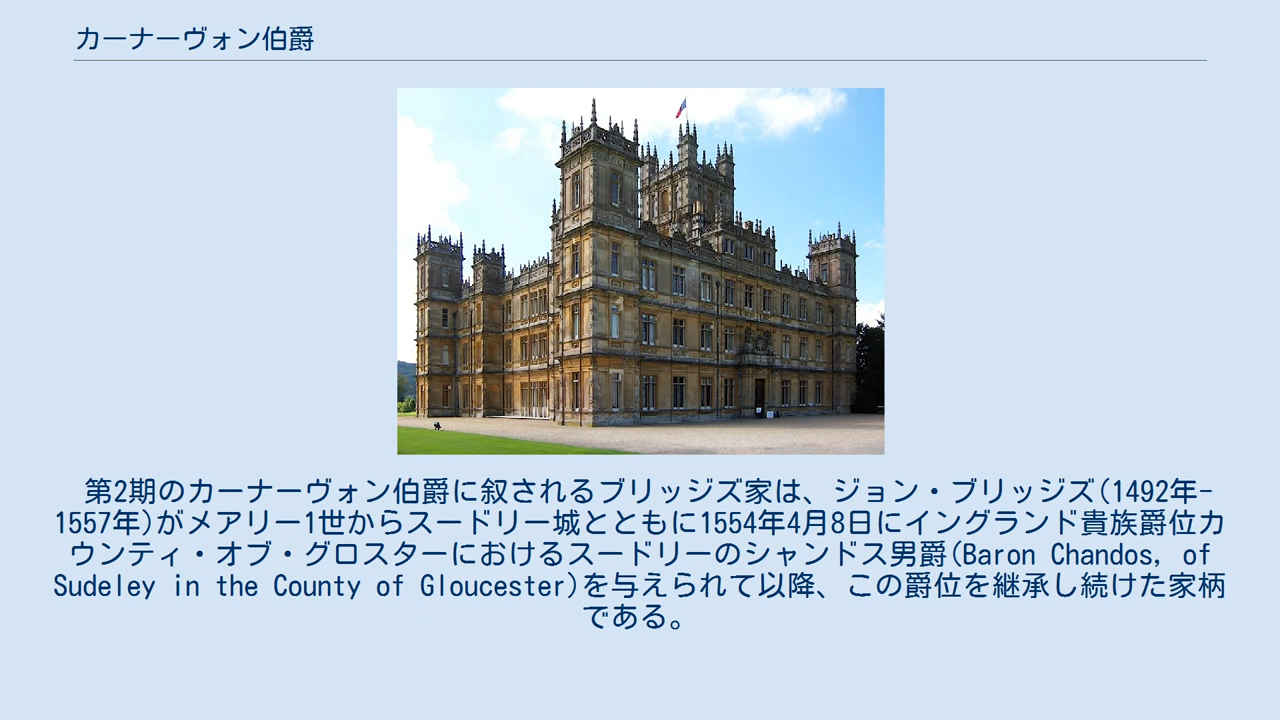 カーナーヴォン伯爵
第2期のカーナーヴォン伯爵に叙されるブリッジズ家は、ジョン・ブリッジズ(1492年-
1557年)がメアリー1世からスードリー城とともに1554年4月8日にイングランド貴族爵位カ
ウンティ・オブ・グロスターにおけるスードリーのシャンドス男爵(Baron Chandos, of
Sudeley in the County of Gloucester)を与えられて以降、この爵位を継承し続けた家柄
である。